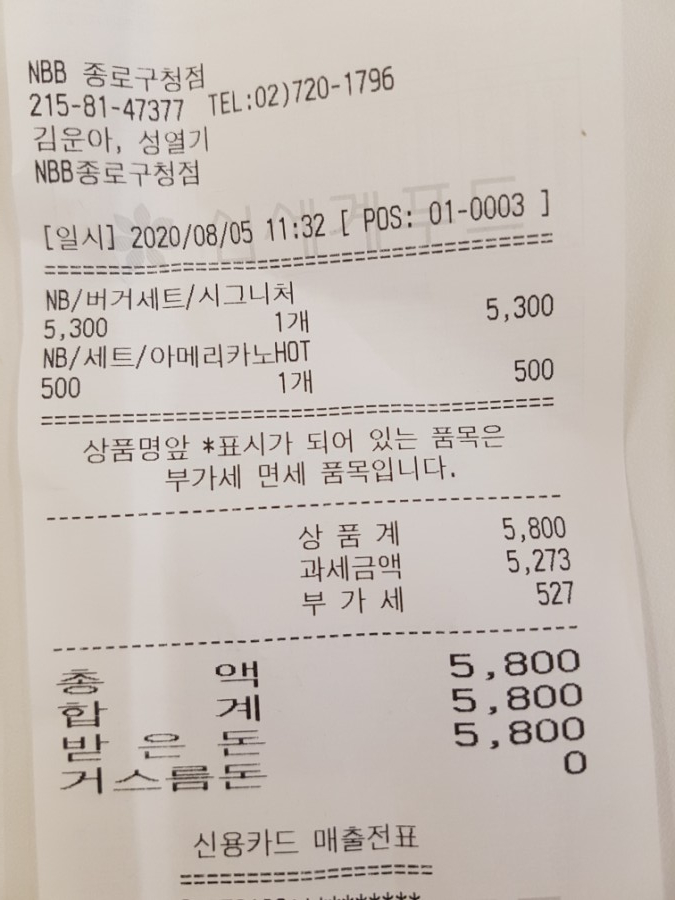 NBB 종로구청점
215-81-47377 TEL:02)720-1796
김운아, 성열기
NBB종로구청점
신세계푸드
[일시] 2020/08/05 11:32 [ POS: 01-0003 ]
==========================================
NB/버거세트/시그니처
5,300 1개 5,300
NB/세트/아메리카노HOT
500 1개 500
==========================================
상품명앞 *표시가 되어 있는 품목은
부가세 면세 품목입니다.
------------------------------------------
상 품 계 5,800
과세금액 5,273
부 가 세 527
------------------------------------------
총 액 5,800
합 계 5,800
받 은 돈 5,800
거스름돈 0
신용카드 매출전표
====================